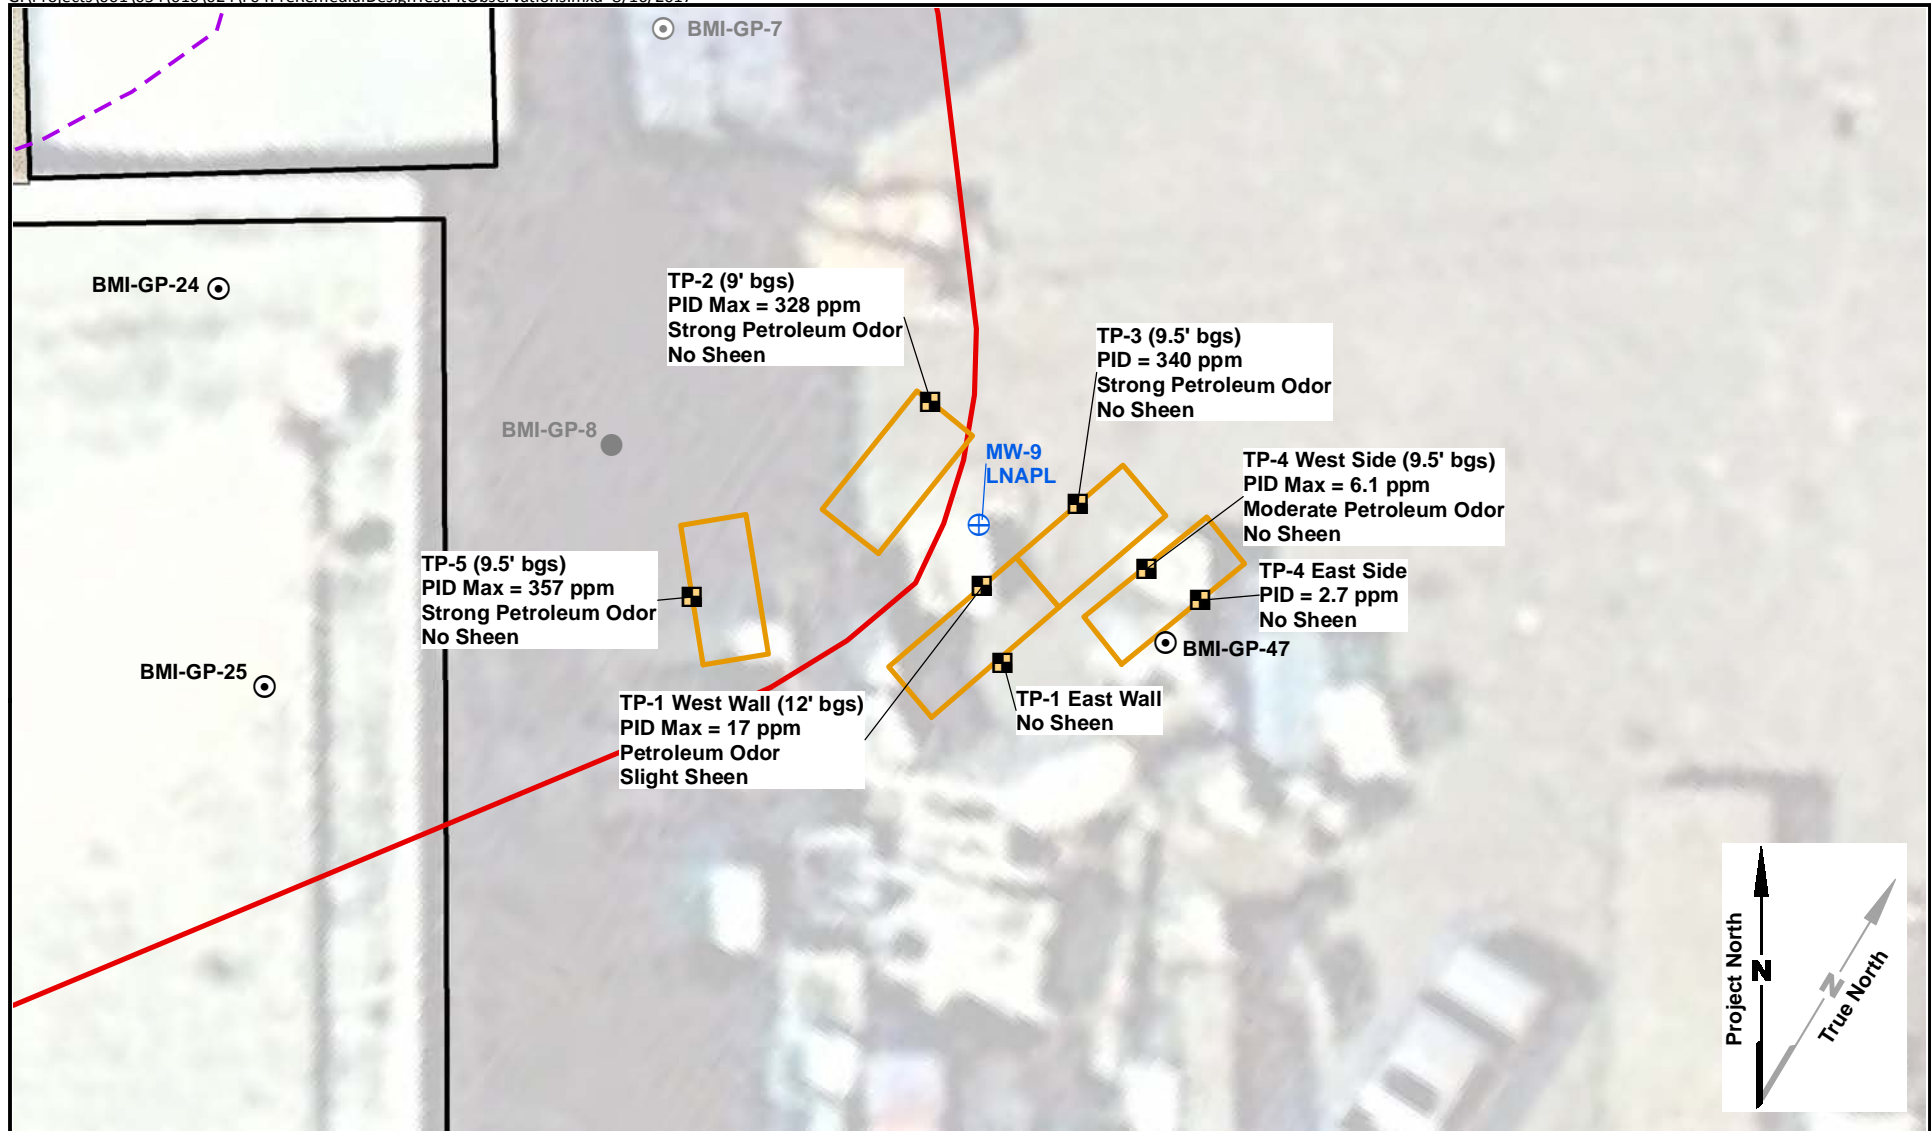 BMI-GP-7
BMI-GP-24
TP-2 (9' bgs)
PID Max = 328 ppm
Strong Petroleum Odor
No Sheen
TP-3 (9.5' bgs)
PID = 340 ppm
Strong Petroleum Odor
No Sheen
BMI-GP-8
MW-9
LNAPL
TP-4 West Side (9.5' bgs)
PID Max = 6.1 ppm
Moderate Petroleum Odor
No Sheen
TP-5 (9.5' bgs)
PID Max = 357 ppm
Strong Petroleum Odor
No Sheen
TP-4 East Side
PID = 2.7 ppm
No Sheen
BMI-GP-47
BMI-GP-25
TP-1 West Wall (12' bgs)
PID Max = 17 ppm
Petroleum Odor
Slight Sheen
TP-1 East Wall
No Sheen
Project North
N
N
True North